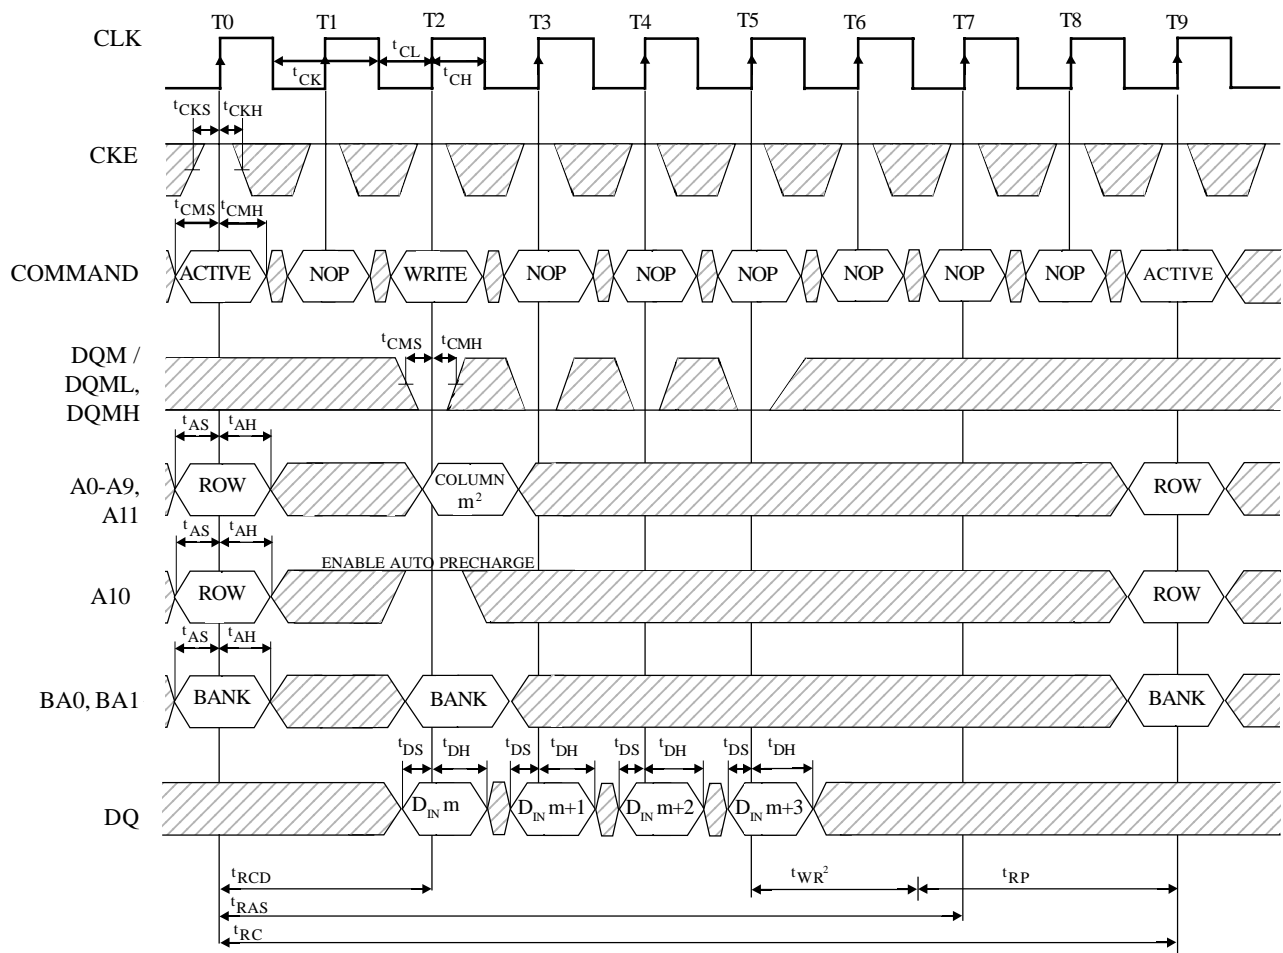 T0 T1 T2 T3 T4 T5 T6 T7 T8 T9
CLK
tCL
tCK tCH
tCKS tCKH
CKE
tCMS tCMH
COMMAND ACTIVE NOP WRITE NOP NOP NOP NOP NOP NOP ACTIVE
tCMS tCMH
DQM /
DQML,
DQMH
tAS tAH
A0-A9,
A11
ROW COLUMN m² ROW
tAS tAH
ENABLE AUTO PRECHARGE
A10 ROW ROW
tAS tAH
BA0, BA1 BANK BANK BANK
tDS tDH tDS tDH tDS tDH tDS tDH
DQ DIN m DIN m+1 DIN m+2 DIN m+3
tRCD tWR² tRP
tRAS
tRC